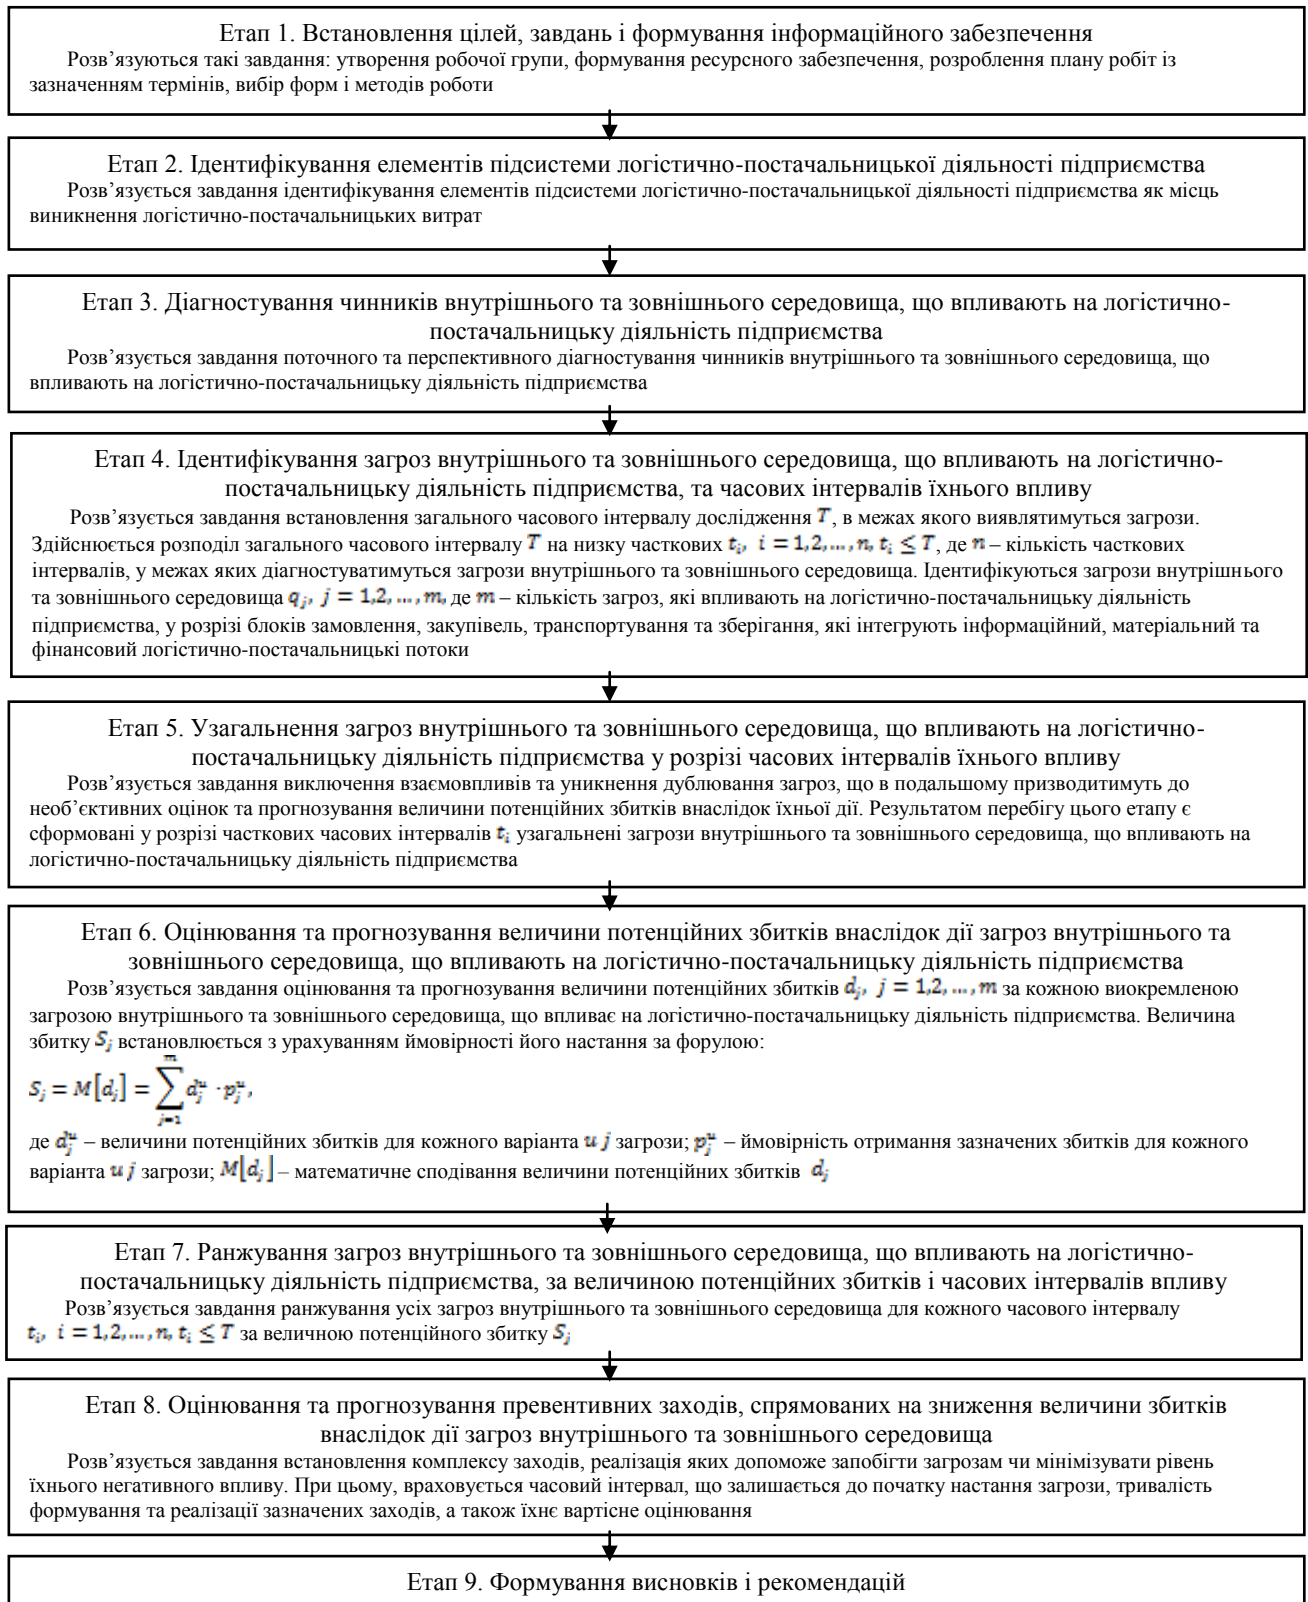 Етап 1. Встановлення цілей, завдань і формування інформаційного забезпечення
Розв’язуються такі завдання: утворення робочої групи, формування ресурсного забезпечення, розроблення плану робіт із
зазначенням термінів, вибір форм і методів роботи
Етап 2. Ідентифікування елементів підсистеми логістично-постачальницької діяльності підприємства
Розв’язується завдання ідентифікування елементів підсистеми логістично-постачальницької діяльності підприємства як місць
виникнення логістично-постачальницьких витрат
Етап 3. Діагностування чинників внутрішнього та зовнішнього середовища, що впливають на логістично-
постачальницьку діяльність підприємства
Розв’язується завдання поточного та перспективного діагностування чинників внутрішнього та зовнішнього середовища, що
впливають на логістично-постачальницьку діяльність підприємства
Етап 4. Ідентифікування загроз внутрішнього та зовнішнього середовища, що впливають на логістично-
постачальницьку діяльність підприємства, та часових інтервалів їхнього впливу
Розв’язується завдання встановлення загального часового інтервалу дослідження T, в межах якого виявлятимуться загрози.
Здійснюється розподіл загального часового інтервалу T на низку часткових t_i, i = 1,2,...,n, t_i ≤ T, де n – кількість часткових
інтервалів, у межах яких діагностуватимуться загрози внутрішнього та зовнішнього середовища. Ідентифікуються загрози внутрішнього
та зовнішнього середовища q_j, j = 1,2,...,m, де m – кількість загроз, які впливають на логістично-постачальницьку діяльність
підприємства, у розрізі блоків замовлення, закупівель, транспортування та зберігання, які інтегрують інформаційний, матеріальний та
фінансовий логістично-постачальницькі потоки
Етап 5. Узагальнення загроз внутрішнього та зовнішнього середовища, що впливають на логістично-
постачальницьку діяльність підприємства у розрізі часових інтервалів їхнього впливу
Розв’язується завдання виключення взаємовпливів та уникнення дублювання загроз, що в подальшому призводитимуть до
необ’єктивних оцінок та прогнозування величини потенційних збитків внаслідок їхньої дії. Результатом перебігу цього етапу є
сформовані у розрізі часткових часових інтервалів t_i узагальнені загрози внутрішнього та зовнішнього середовища, що впливають на
логістично-постачальницьку діяльність підприємства
Етап 6. Оцінювання та прогнозування величини потенційних збитків внаслідок дії загроз внутрішнього та
зовнішнього середовища, що впливають на логістично-постачальницьку діяльність підприємства
Розв’язується завдання оцінювання та прогнозування величини потенційних збитків d_j, j = 1,2,...,m за кожною виокремленою
загрозою внутрішнього та зовнішнього середовища, що впливає на логістично-постачальницьку діяльність підприємства. Величина
збитку S_j встановлюється з урахуванням ймовірності його настання за форулою:
S_j = M[d_j] = ∑_{j=1}^{m} d_j^u · p_j^u,
де d_j^u – величини потенційних збитків для кожного варіанта u j загрози; p_j^u – ймовірність отримання зазначених збитків для кожного
варіанта u j загрози; M[d_j] – математичне сподівання величини потенційних збитків d_j
Етап 7. Ранжування загроз внутрішнього та зовнішнього середовища, що впливають на логістично-
постачальницьку діяльність підприємства, за величиною потенційних збитків і часових інтервалів впливу
Розв’язується завдання ранжування усіх загроз внутрішнього та зовнішнього середовища для кожного часового інтервалу
t_i, i = 1,2,...,n, t_i ≤ T за величною потенційного збитку S_j
Етап 8. Оцінювання та прогнозування превентивних заходів, спрямованих на зниження величини збитків
внаслідок дії загроз внутрішнього та зовнішнього середовища
Розв’язується завдання встановлення комплексу заходів, реалізація яких допоможе запобігти загрозам чи мінімізувати рівень
їхнього негативного впливу. При цьому, враховується часовий інтервал, що залишається до початку настання загрози, тривалість
формування та реалізації зазначених заходів, а також їхнє вартісне оцінювання
Етап 9. Формування висновків і рекомендацій